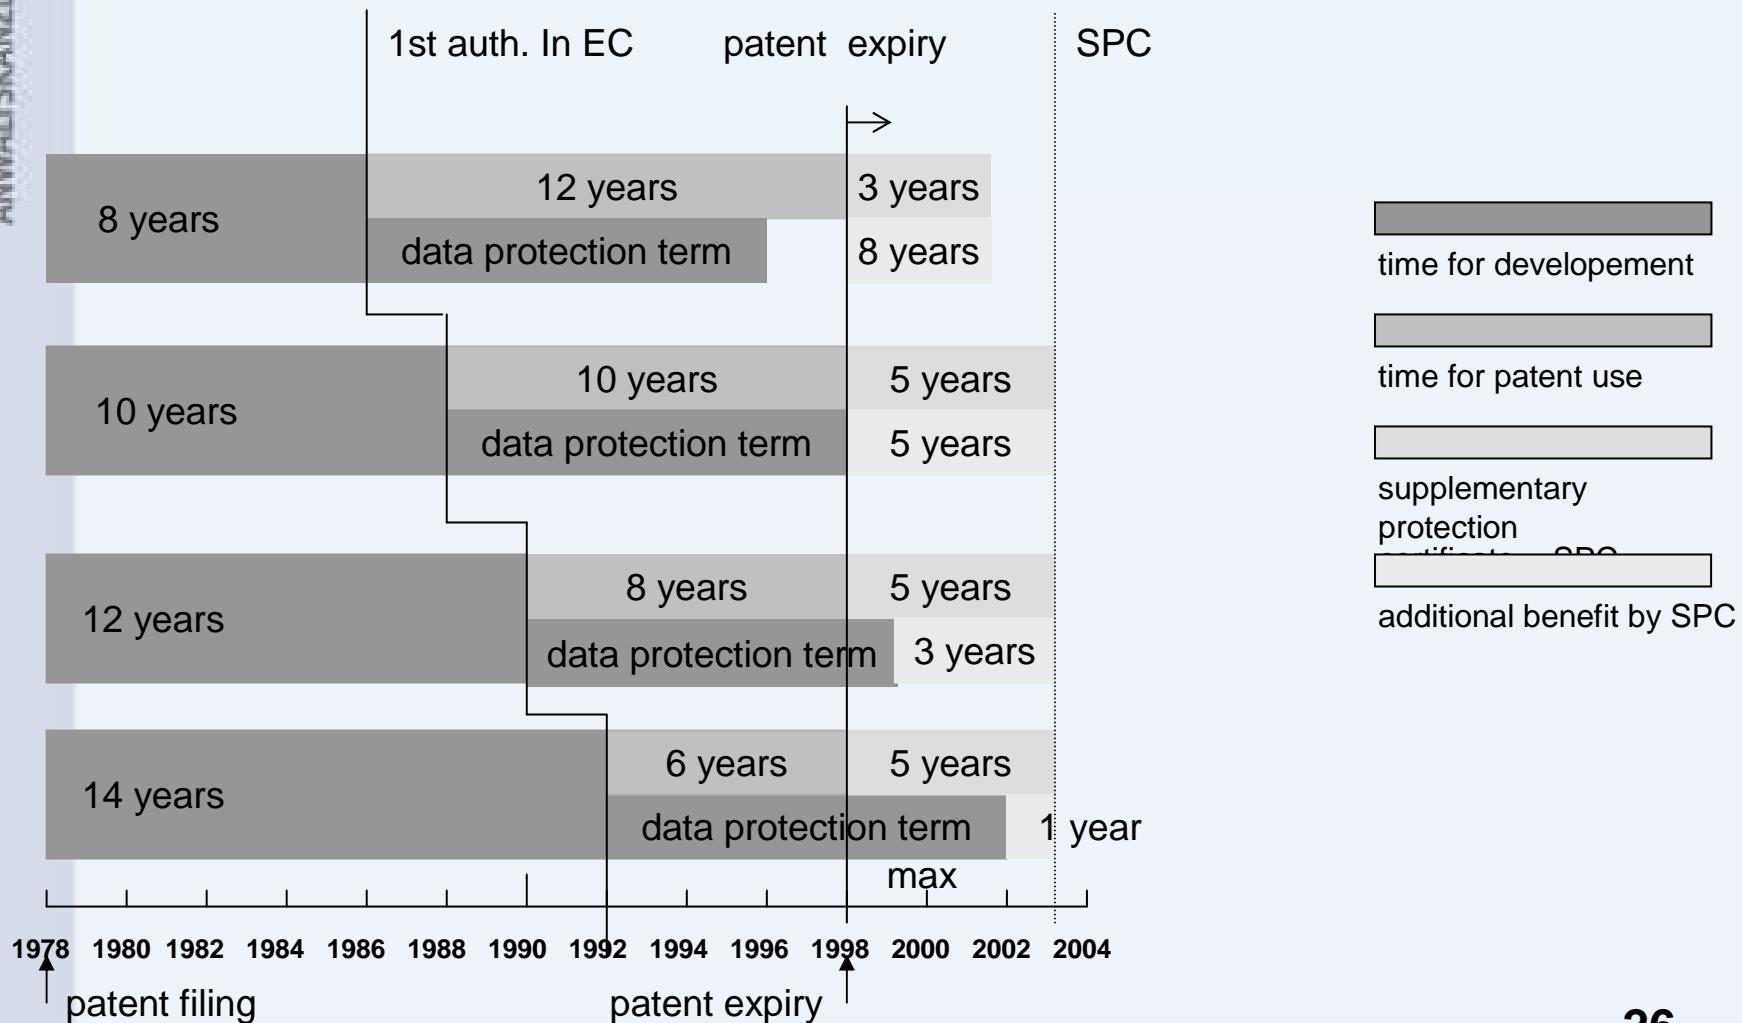 1st auth. In EC patent expiry SPC
8 years
12 years
3 years
data protection term
8 years
10 years
10 years
5 years
data protection term
5 years
12 years
8 years
5 years
data protection term
3 years
14 years
6 years
5 years
data protection term
1 year
max
1978 1980 1982 1984 1986 1988 1990 1992 1994 1996 1998 2000 2002 2004
patent filing
patent expiry
time for developement
time for patent use
supplementary
protection
additional benefit by SPC
26